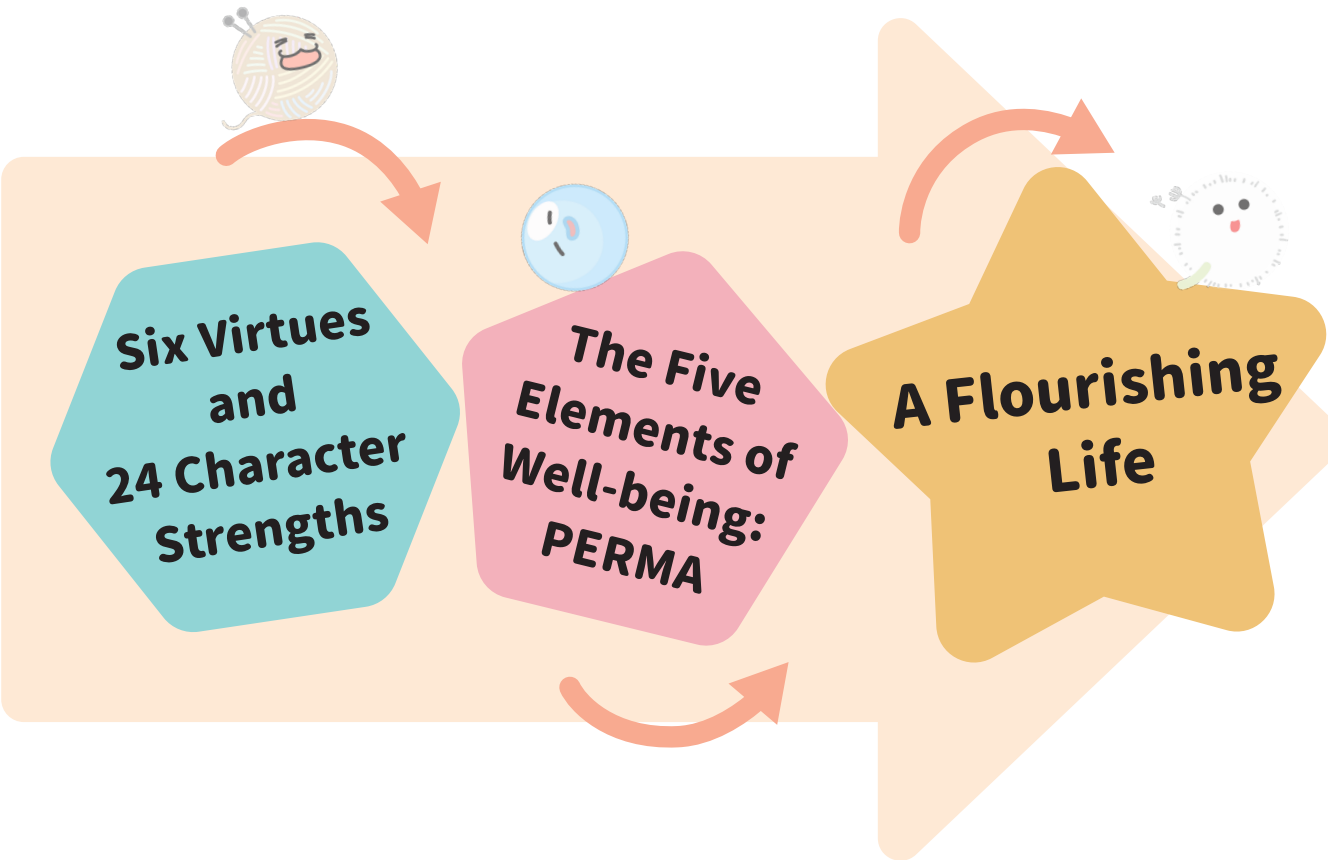 Six Virtues
and
24 Character
Strengths
The Five
Elements of
Well-being:
PERMA
A Flourishing
Life